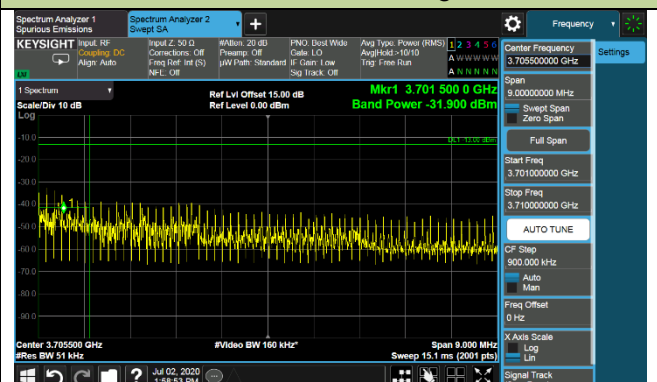 Spectrum Analyzer 1
Spurious Emissions
Spectrum Analyzer 2
Swept SA
+
Frequency
KEYSIGHT
Input: RF
Coupling: DC
Align: Auto
LXI
Input Z: 50 Ω
Corrections: Off
Freq Ref: Int (S)
NFE: Off
#Atten: 20 dB
Preamp: Off
µW Path: Standard
PNO: Best Wide
Gate: LO
IF Gain: Low
Sig Track: Off
Avg Type: Power (RMS)
Avg|Hold:>10/10
Trig: Free Run
1 2 3 4 5 6
A W W W W W
A N N N N N
1 Spectrum
Scale/Div 10 dB
Log
Ref Lvl Offset 15.00 dB
Ref Level 0.00 dBm
Mkr1 3.701 500 0 GHz
Band Power -31.900 dBm
DL1 -13.00 dBm
-10.0
-20.0
-30.0
-40.0
-50.0
-60.0
-70.0
-80.0
-90.0
1
Center 3.705500 GHz
#Res BW 51 kHz
#Video BW 160 kHz*
Span 9.000 MHz
Sweep 15.1 ms (2001 pts)
Jul 02, 2020
1:58:53 PM
?
Center Frequency
3.705500000 GHz
Settings
Span
9.00000000 MHz
Swept Span
Zero Span
Full Span
Start Freq
3.701000000 GHz
Stop Freq
3.710000000 GHz
AUTO TUNE
CF Step
900.000 kHz
Auto
Man
Freq Offset
0 Hz
X Axis Scale
Log
Lin
Signal Track